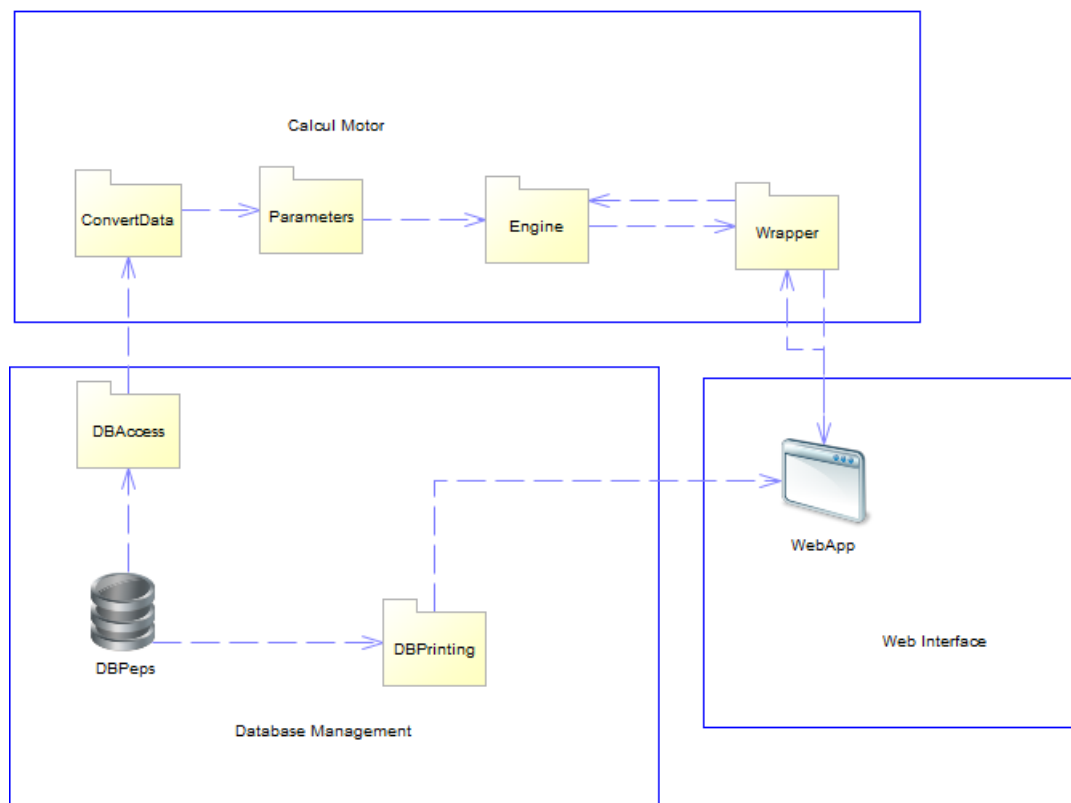 Calcul Motor
ConvertData
Parameters
Engine
Wrapper
DBAccess
WebApp
DBPeps
DBPrinting
Web Interface
Database Management